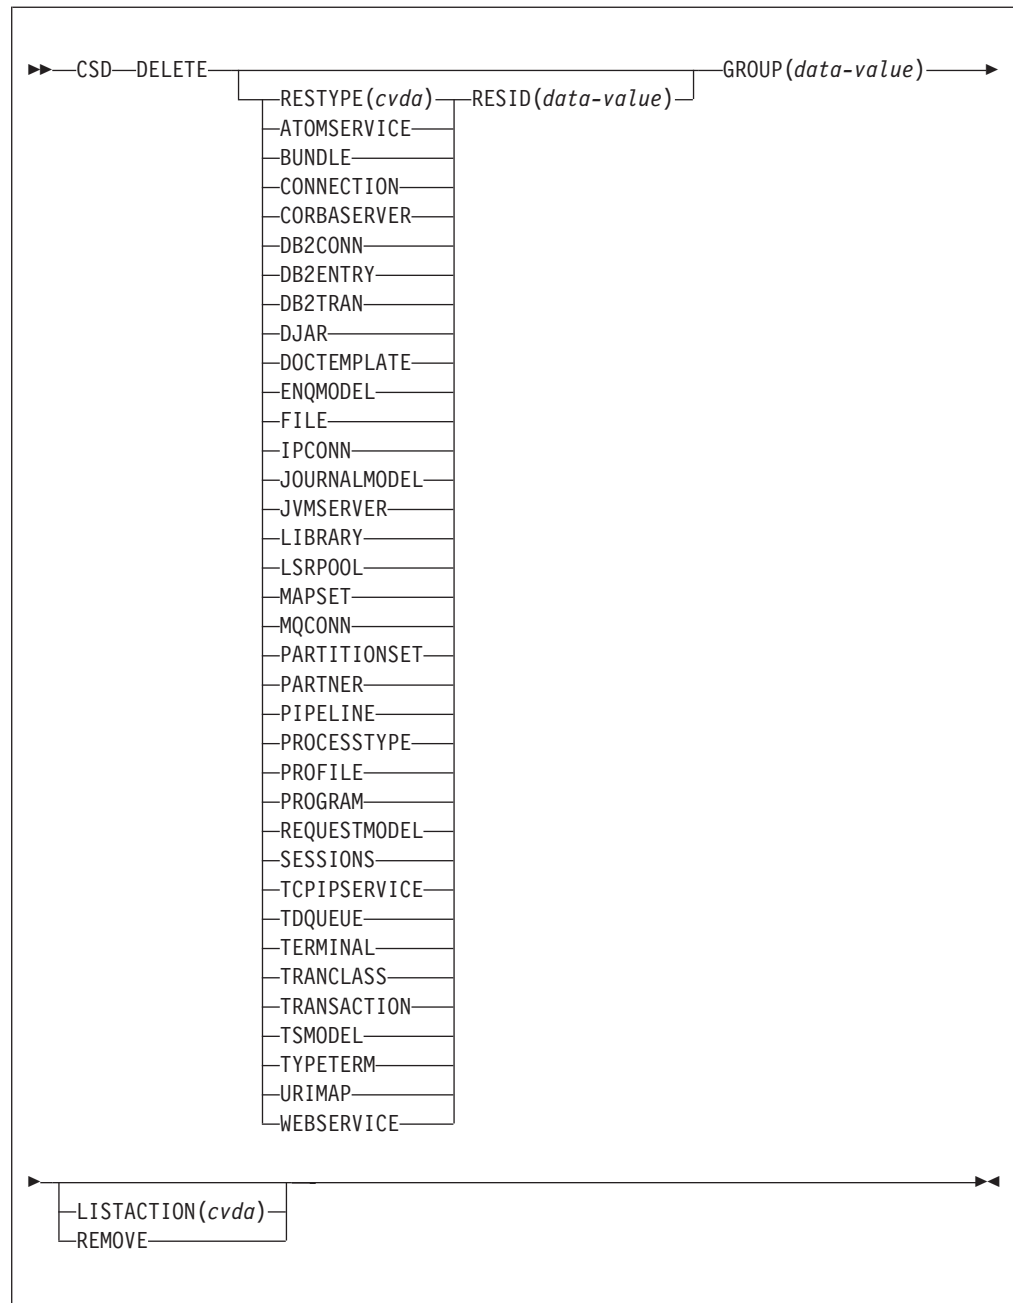 CSD DELETE GROUP(data-value)
RESTYPE(cvda) RESID(data-value)
ATOMSERVICE
BUNDLE
CONNECTION
CORBASERVER
DB2CONN
DB2ENTRY
DB2TRAN
DJAR
DOCTEMPLATE
ENQMODEL
FILE
IPCONN
JOURNALMODEL
JVMSERVER
LIBRARY
LSRPOOL
MAPSET
MQCONN
PARTITIONSET
PARTNER
PIPELINE
PROCESSTYPE
PROFILE
PROGRAM
REQUESTMODEL
SESSIONS
TCPIPSERVICE
TDQUEUE
TERMINAL
TRANCLASS
TRANSACTION
TSMODEL
TYPETERM
URIMAP
WEBSERVICE
LISTACTION(cvda)
REMOVE